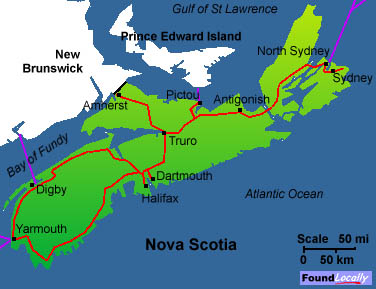 Gulf of St Lawrence
Prince Edward Island
New
Brunswick
North Sydney
Sydney
Pictou
Antigonish
Amherst
Truro
Bay of Fundy
Dartmouth
Digby
Halifax
Atlantic Ocean
Yarmouth
Nova Scotia
Scale 50 mi
0 50 km
FoundLocally